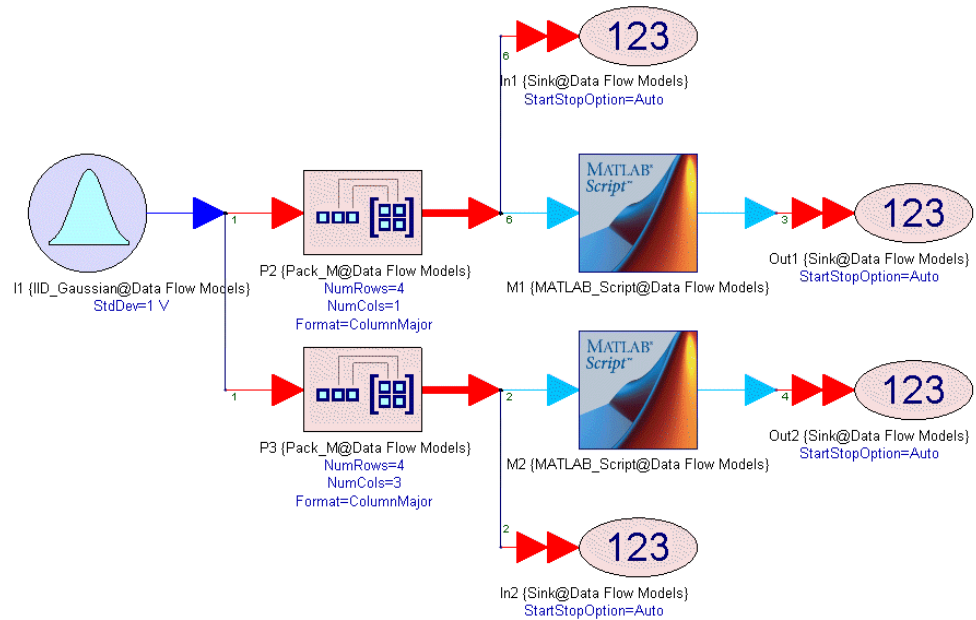 123
6
In1 {Sink@Data Flow Models}
StartStopOption=Auto
MATLAB®
Script™
123
1
6
3
I1 {IID_Gaussian@Data Flow Models}
StdDev=1 V
P2 {Pack_M@Data Flow Models}
NumRows=4
NumCols=1
Format=ColumnMajor
M1 {MATLAB_Script@Data Flow Models}
Out1 {Sink@Data Flow Models}
StartStopOption=Auto
MATLAB®
Script™
123
1
2
4
P3 {Pack_M@Data Flow Models}
NumRows=4
NumCols=3
Format=ColumnMajor
M2 {MATLAB_Script@Data Flow Models}
Out2 {Sink@Data Flow Models}
StartStopOption=Auto
2
123
In2 {Sink@Data Flow Models}
StartStopOption=Auto